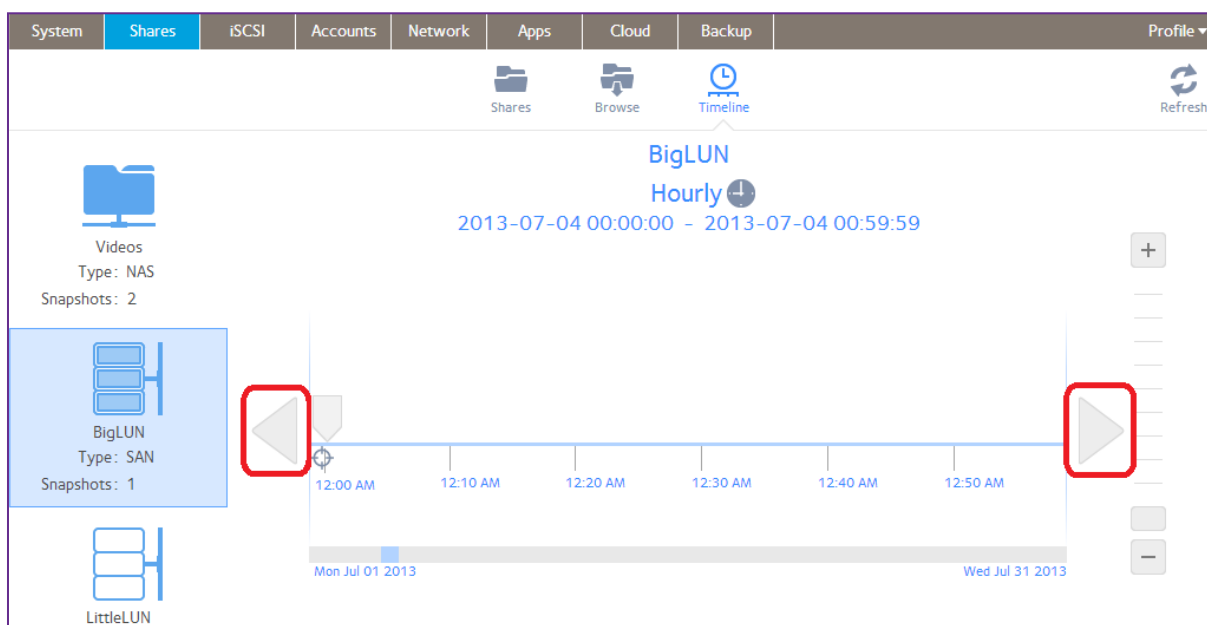 System Shares iSCSI Accounts Network Apps Cloud Backup Profile
Shares Browse Timeline Refresh
BigLUN
Hourly
2013-07-04 00:00:00 - 2013-07-04 00:59:59
Videos
Type: NAS
Snapshots: 2
+
BigLUN
Type: SAN
Snapshots: 1
12:00 AM 12:10 AM 12:20 AM 12:30 AM 12:40 AM 12:50 AM
−
Mon Jul 01 2013 Wed Jul 31 2013
LittleLUN